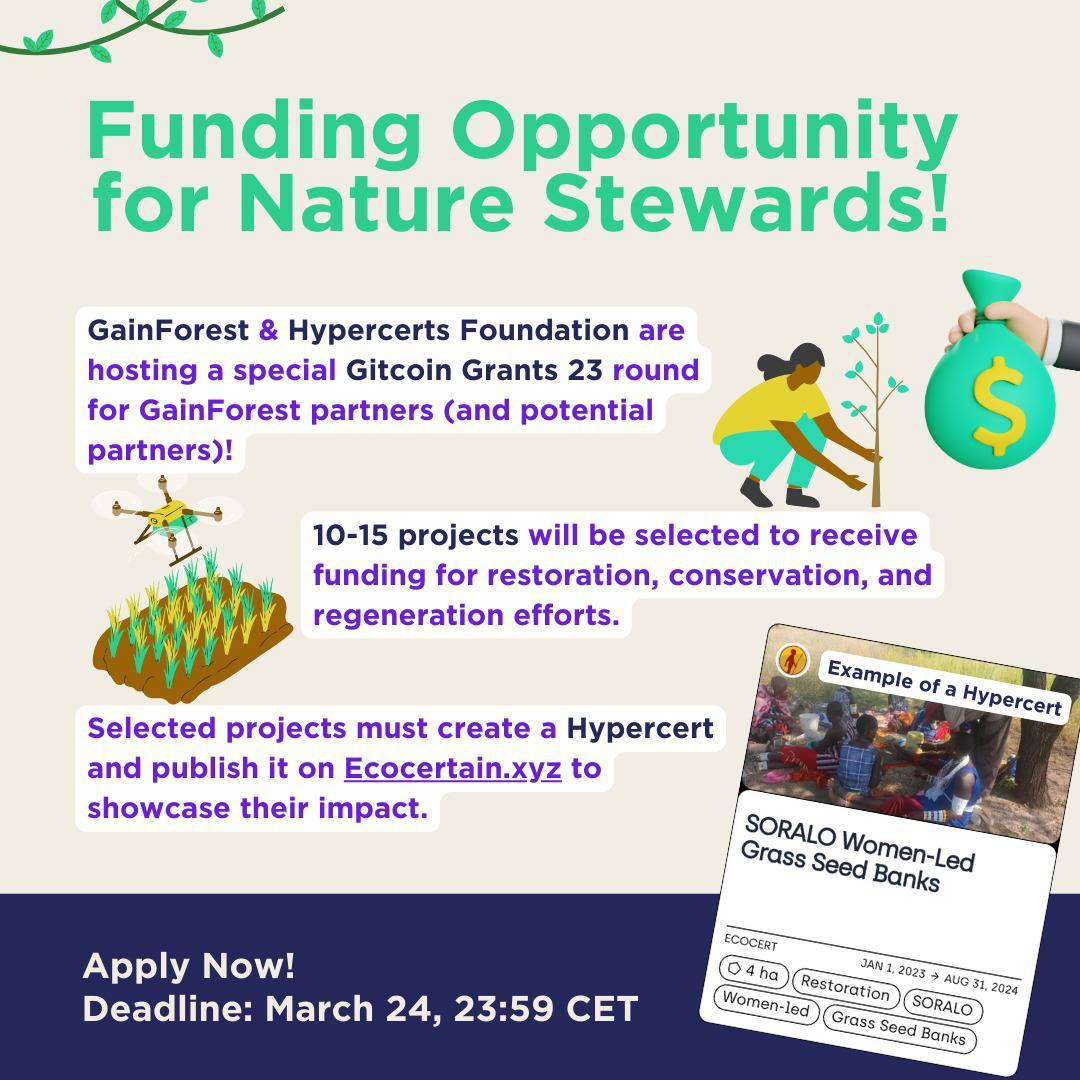 Funding Opportunity
for Nature Stewards!
GainForest & Hypercerts Foundation are
hosting a special Gitcoin Grants 23 round
for GainForest partners (and potential
partners)!
$
10-15 projects will be selected to receive
funding for restoration, conservation, and
regeneration efforts.
Selected projects must create a Hypercert
and publish it on Ecocertain.xyz to
showcase their impact.
Example of a Hypercert
SORALO Women-Led
Grass Seed Banks
ECOCERT
JAN 1, 2023 → AUG 31, 2024
4 ha Restoration SORALO
Women-led Grass Seed Banks
Apply Now!
Deadline: March 24, 23:59 CET